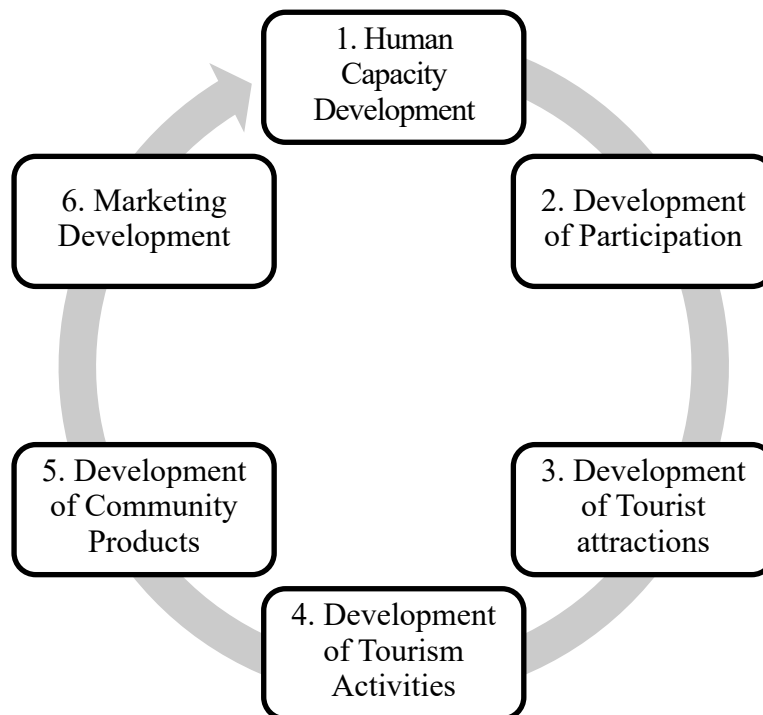 1. Human
Capacity
Development
2. Development
of Participation
3. Development
of Tourist
attractions
4. Development
of Tourism
Activities
5. Development
of Community
Products
6. Marketing
Development